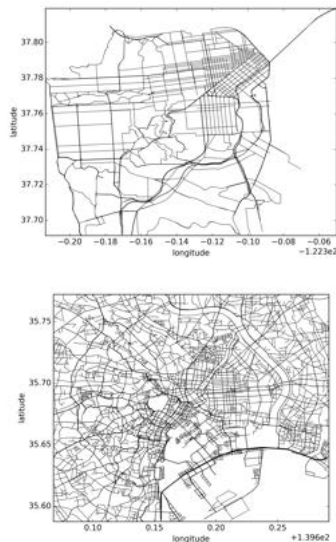 37.80
37.78
37.76
37.74
37.72
37.70
latitude
−0.20 −0.18 −0.16 −0.14 −0.12 −0.10 −0.08 −0.06
longitude
−1.223e2
35.75
35.70
35.65
35.60
latitude
0.10 0.15 0.20 0.25
longitude
+1.396e2